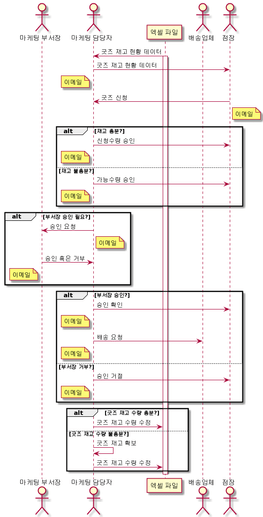 마케팅 부서장 마케팅 담당자 엑셀 파일 배송업체 점장
굿즈 재고 현황 데이터
굿즈 재고 현황 데이터
이메일
굿즈 신청
이메일
alt [재고 충분?]
신청수량 승인
이메일
[재고 불충분?]
가능수량 승인
이메일
alt [부서장 승인 필요?]
승인 요청
이메일
승인 혹은 거부
이메일
alt [부서장 승인?]
승인 확인
이메일
배송 요청
이메일
[부서장 거부?]
승인 거절
이메일
alt [굿즈 재고 수량 충분?]
굿즈 재고 수량 수정
[굿즈 재고 수량 불충분?]
굿즈 재고 확보
굿즈 재고 수량 수정
마케팅 부서장 마케팅 담당자 엑셀 파일 배송업체 점장